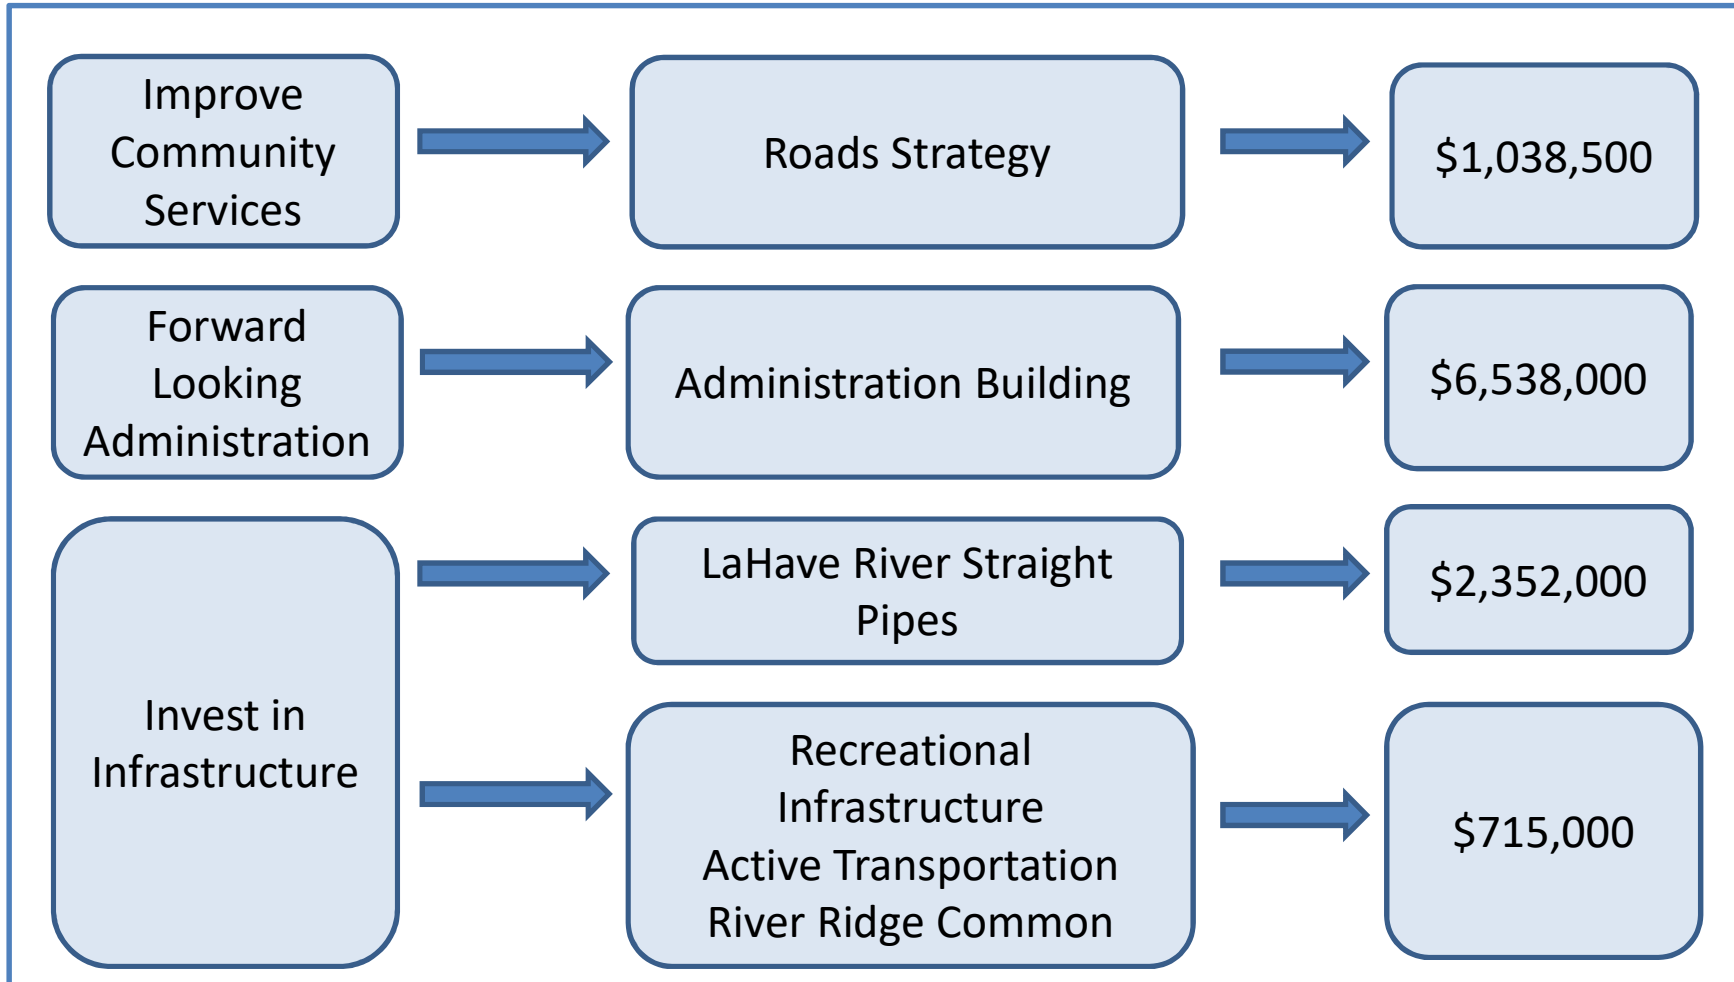 Improve
Community
Services
Roads Strategy
$1,038,500
Forward
Looking
Administration
Administration Building
$6,538,000
Invest in
Infrastructure
LaHave River Straight
Pipes
$2,352,000
Recreational
Infrastructure
Active Transportation
River Ridge Common
$715,000